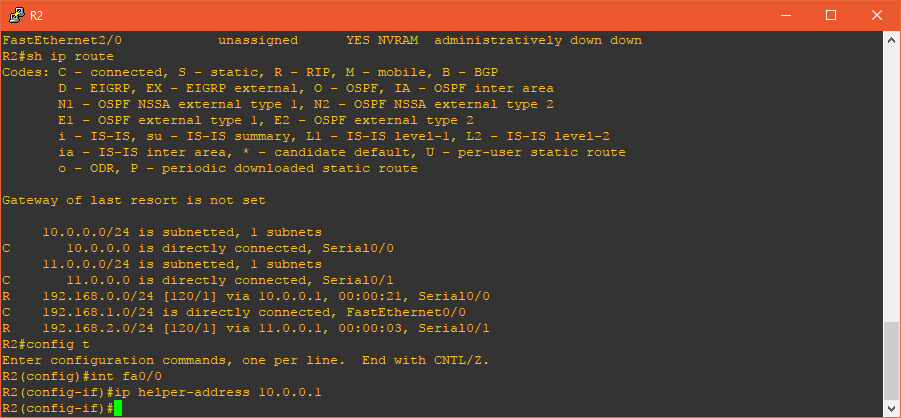 R2
FastEthernet2/0            unassigned      YES NVRAM  administratively down down
R2#sh ip route
Codes: C - connected, S - static, R - RIP, M - mobile, B - BGP
       D - EIGRP, EX - EIGRP external, O - OSPF, IA - OSPF inter area
       N1 - OSPF NSSA external type 1, N2 - OSPF NSSA external type 2
       E1 - OSPF external type 1, E2 - OSPF external type 2
       i - IS-IS, su - IS-IS summary, L1 - IS-IS level-1, L2 - IS-IS level-2
       ia - IS-IS inter area, * - candidate default, U - per-user static route
       o - ODR, P - periodic downloaded static route
Gateway of last resort is not set
     10.0.0.0/24 is subnetted, 1 subnets
C       10.0.0.0 is directly connected, Serial0/0
     11.0.0.0/24 is subnetted, 1 subnets
C       11.0.0.0 is directly connected, Serial0/1
R    192.168.0.0/24 [120/1] via 10.0.0.1, 00:00:21, Serial0/0
C    192.168.1.0/24 is directly connected, FastEthernet0/0
R    192.168.2.0/24 [120/1] via 11.0.0.1, 00:00:03, Serial0/1
R2#config t
Enter configuration commands, one per line.  End with CNTL/Z.
R2(config)#int fa0/0
R2(config-if)#ip helper-address 10.0.0.1
R2(config-if)#